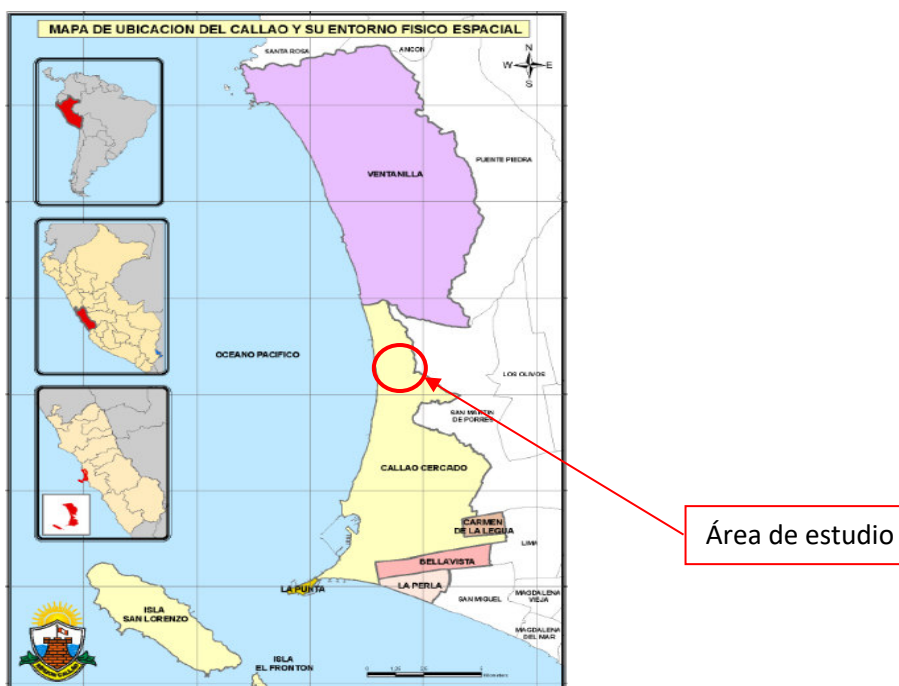 MAPA DE UBICACION DEL CALLAO Y SU ENTORNO FISICO ESPACIAL
SANTA ROSA
ANCON
N
W
E
S
PUENTE PIEDRA
VENTANILLA
OCEANO PACIFICO
LOS OLIVOS
SAN MARTIN
DE PORRES
CALLAO CERCADO
CARMEN
DE LA LEGUA
LIMA
Área de estudio
BELLAVISTA
LA PUNTA
LA PERLA
SAN MIGUEL
MAGDALENA
VIEJA
ISLA
SAN LORENZO
MAGDALENA
DEL MAR
ISLA
EL FRONTON